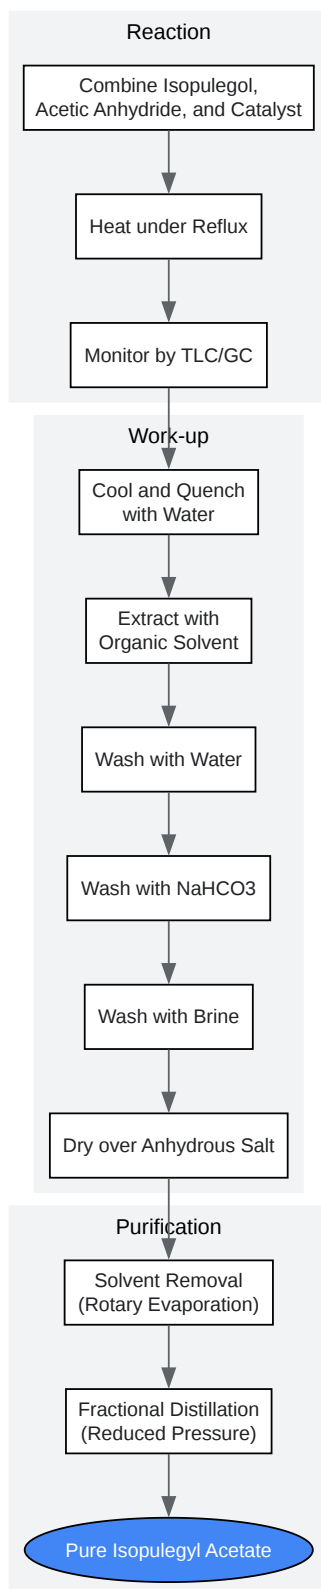 Reaction
Combine Isopulegol,
Acetic Anhydride, and Catalyst
Heat under Reflux
Monitor by TLC/GC
Work-up
Cool and Quench
with Water
Extract with
Organic Solvent
Wash with Water
Wash with NaHCO3
Wash with Brine
Dry over Anhydrous Salt
Purification
Solvent Removal
(Rotary Evaporation)
Fractional Distillation
(Reduced Pressure)
Pure Isopulegyl Acetate